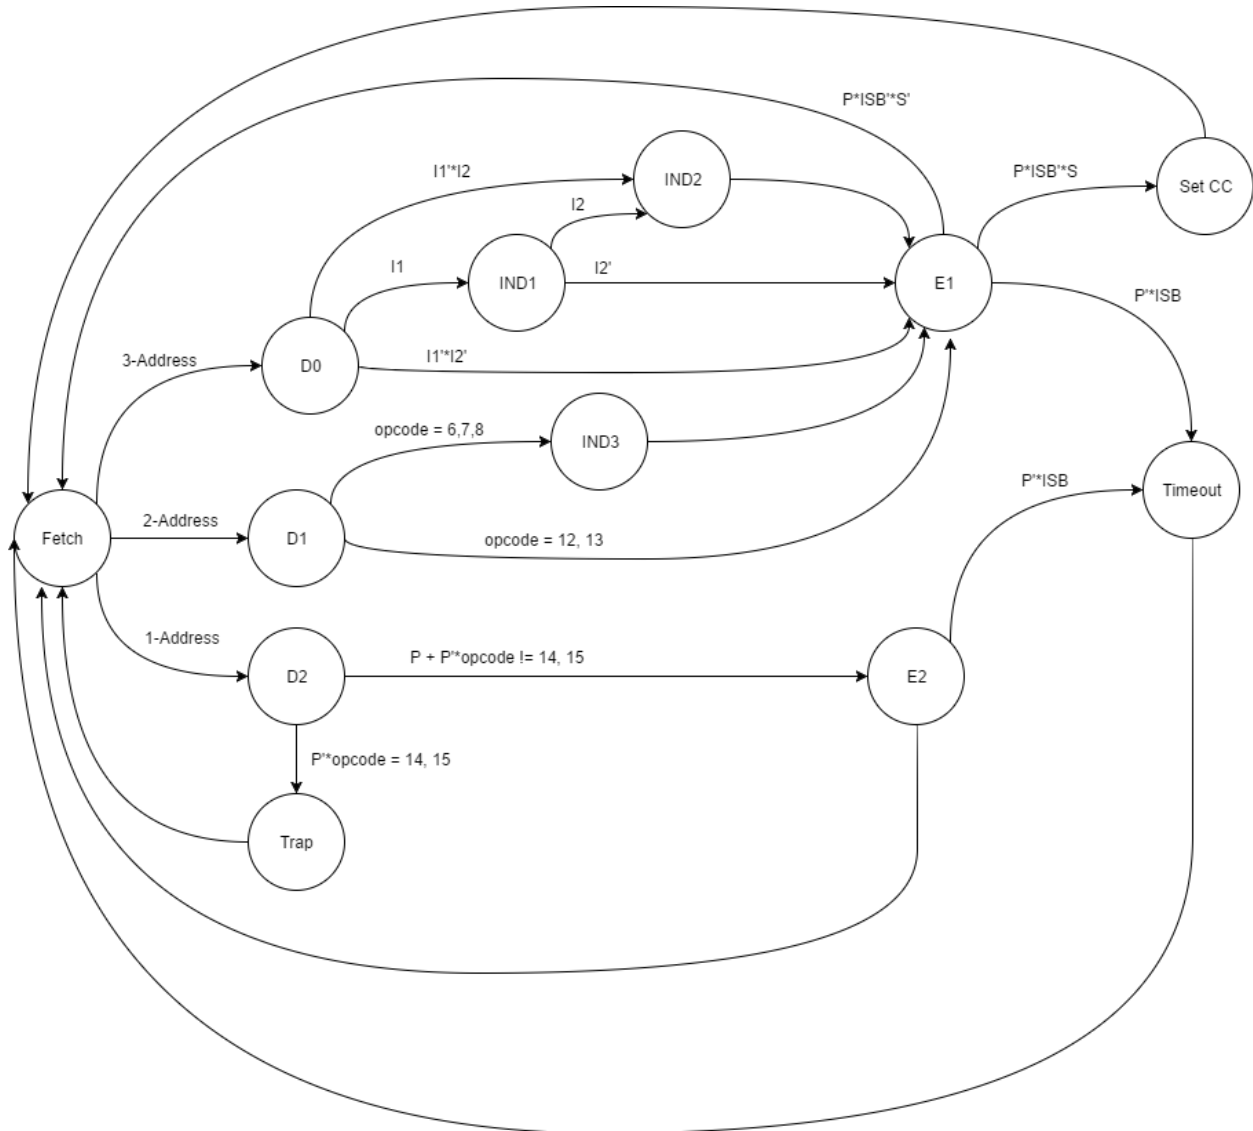 P*ISB'*S'
I1'*I2
IND2
P*ISB'*S
Set CC
I2
I1
IND1
I2'
E1
P'*ISB
3-Address
D0
I1'*I2'
opcode = 6,7,8
IND3
P'*ISB
Timeout
Fetch
2-Address
D1
opcode = 12, 13
1-Address
D2
P + P'*opcode != 14, 15
E2
P'*opcode = 14, 15
Trap